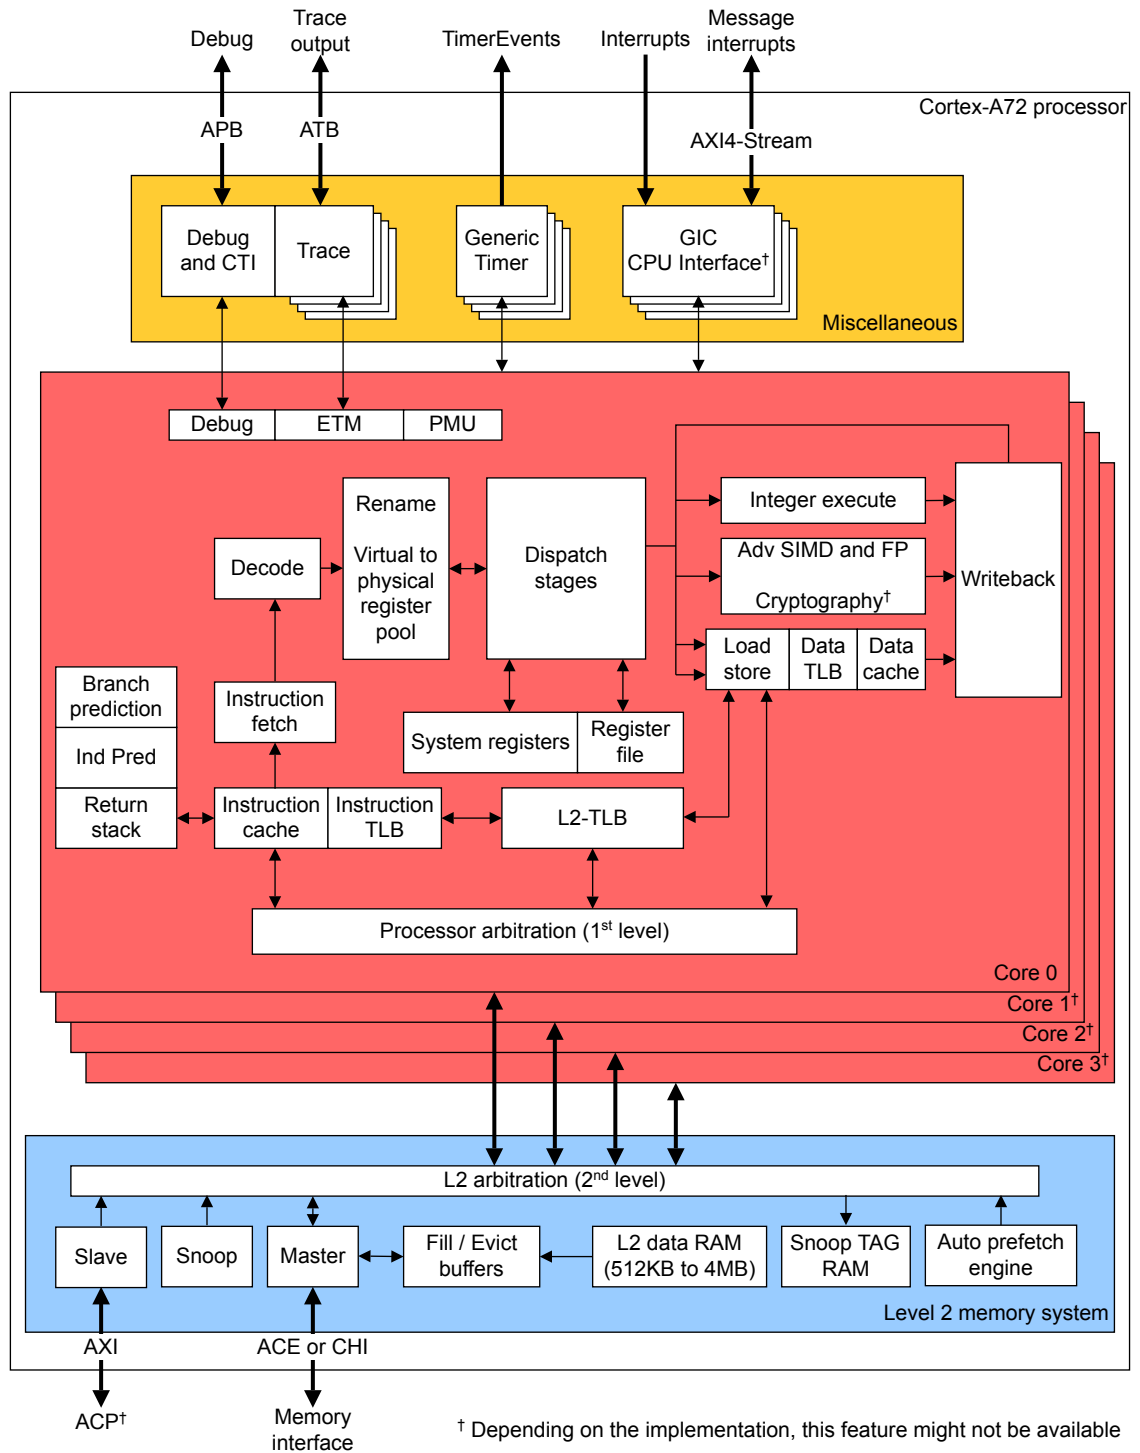 Debug
Trace
output
TimerEvents
Interrupts
Message
interrupts
Cortex-A72 processor
APB
ATB
AXI4-Stream
Debug
and CTI
Trace
Generic
Timer
GIC
CPU Interface†
Miscellaneous
Debug
ETM
PMU
Rename
Virtual to
physical
register
pool
Dispatch
stages
Integer execute
Adv SIMD and FP
Cryptography†
Writeback
Decode
Load
store
Data
TLB
Data
cache
Branch
prediction
Ind Pred
Return
stack
Instruction
fetch
System registers
Register
file
Instruction
cache
Instruction
TLB
L2-TLB
Processor arbitration (1st level)
Core 0
Core 1†
Core 2†
Core 3†
L2 arbitration (2nd level)
Slave
Snoop
Master
Fill / Evict
buffers
L2 data RAM
(512KB to 4MB)
Snoop TAG
RAM
Auto prefetch
engine
Level 2 memory system
AXI
ACE or CHI
ACP†
Memory
interface
† Depending on the implementation, this feature might not be available